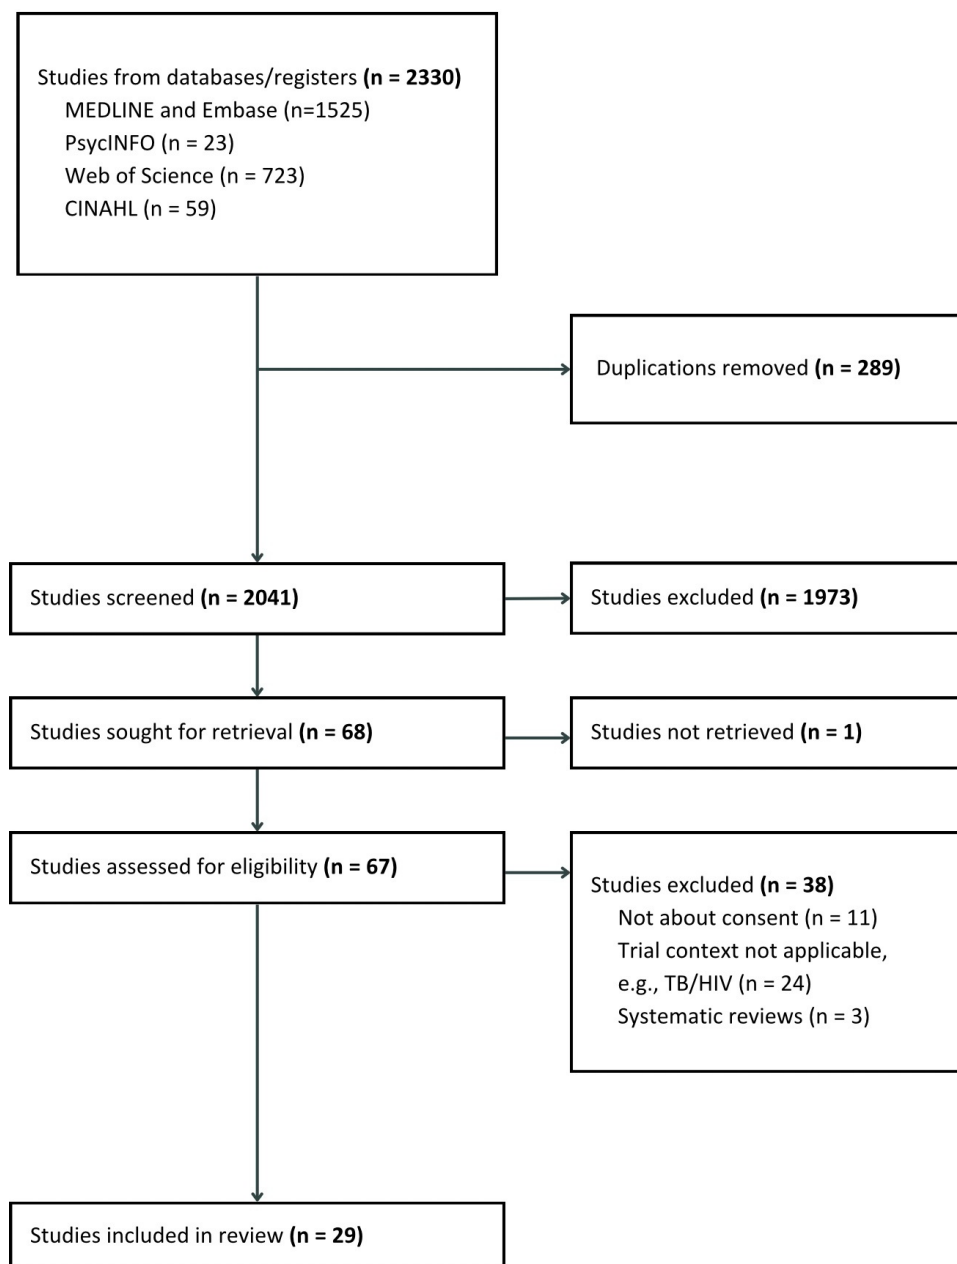 Studies from databases/registers (n = 2330)
MEDLINE and Embase (n=1525)
PsycINFO (n = 23)
Web of Science (n = 723)
CINAHL (n = 59)
Duplications removed (n = 289)
Studies screened (n = 2041)
Studies excluded (n = 1973)
Studies sought for retrieval (n = 68)
Studies not retrieved (n = 1)
Studies assessed for eligibility (n = 67)
Studies excluded (n = 38)
Not about consent (n = 11)
Trial context not applicable,
e.g., TB/HIV (n = 24)
Systematic reviews (n = 3)
Studies included in review (n = 29)